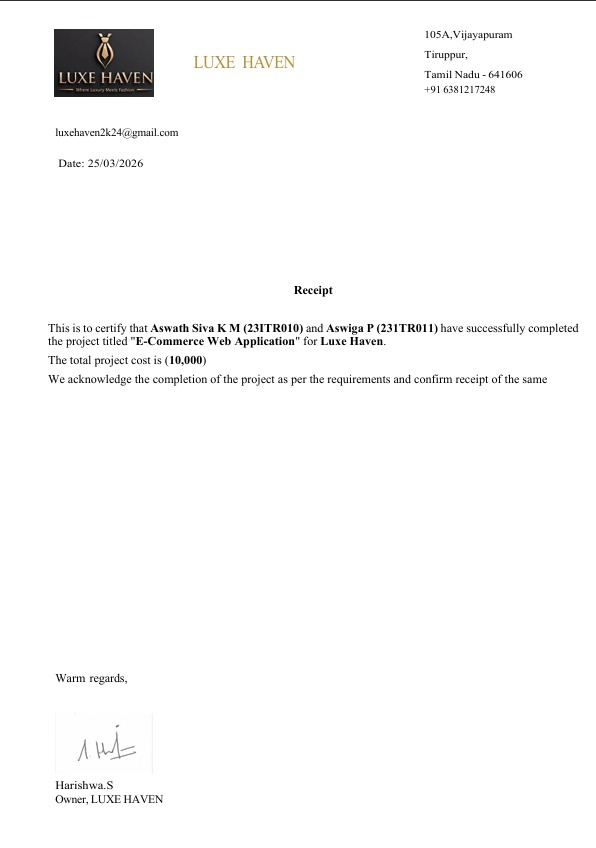 LUXE HAVEN
Where Luxury Meets Fashion
LUXE HAVEN
105A,Vijayapuram
Tiruppur,
Tamil Nadu - 641606
+91 6381217248
luxehaven2k24@gmail.com
Date: 25/03/2026
Receipt
This is to certify that Aswath Siva K M (23ITR010) and Aswiga P (231TR011) have successfully completed
the project titled "E-Commerce Web Application" for Luxe Haven.
The total project cost is (10,000)
We acknowledge the completion of the project as per the requirements and confirm receipt of the same
Warm regards,
Harishwa.S
Owner, LUXE HAVEN